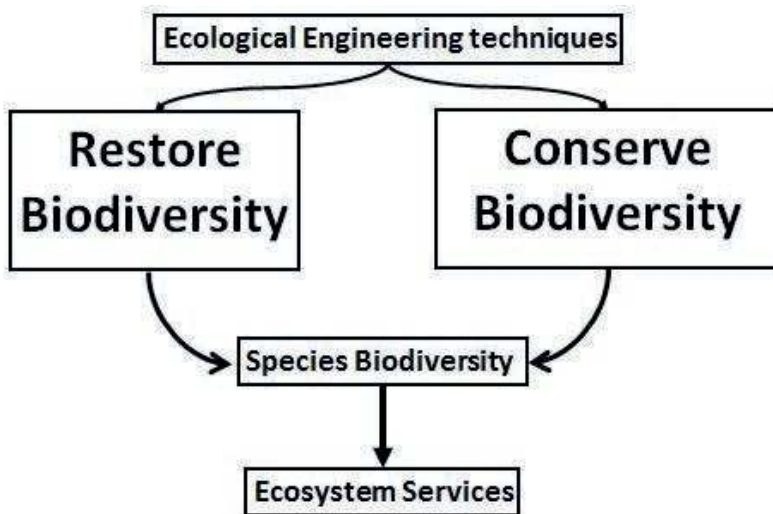 Ecological Engineering techniques
Restore
Biodiversity
Conserve
Biodiversity
Species Biodiversity
Ecosystem Services